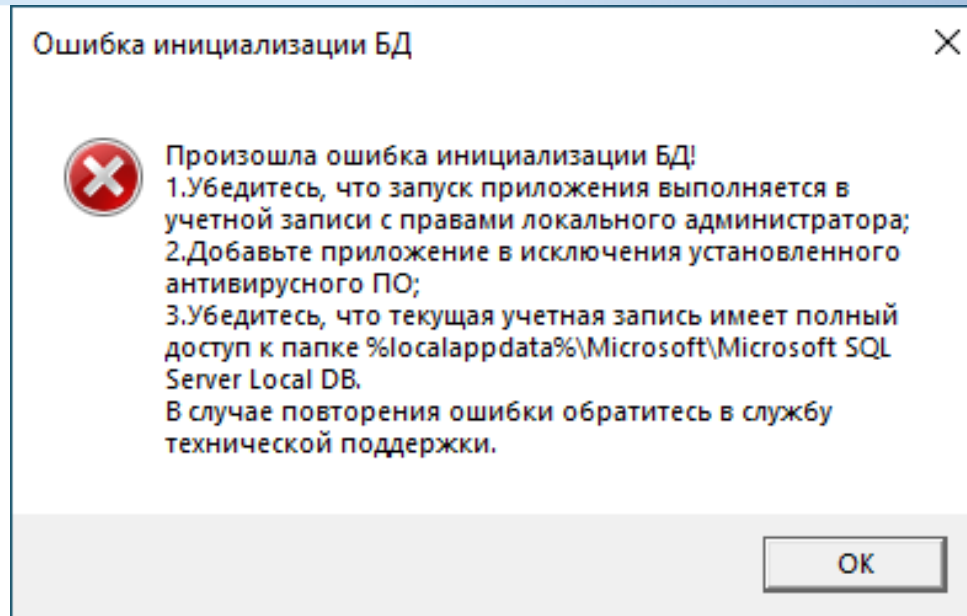 Ошибка инициализации БД
Произошла ошибка инициализации БД!
1.Убедитесь, что запуск приложения выполняется в
учетной записи с правами локального администратора;
2.Добавьте приложение в исключения установленного
антивирусного ПО;
3.Убедитесь, что текущая учетная запись имеет полный
доступ к папке %localappdata%\Microsoft\Microsoft SQL
Server Local DB.
В случае повторения ошибки обратитесь в службу
технической поддержки.
ОК